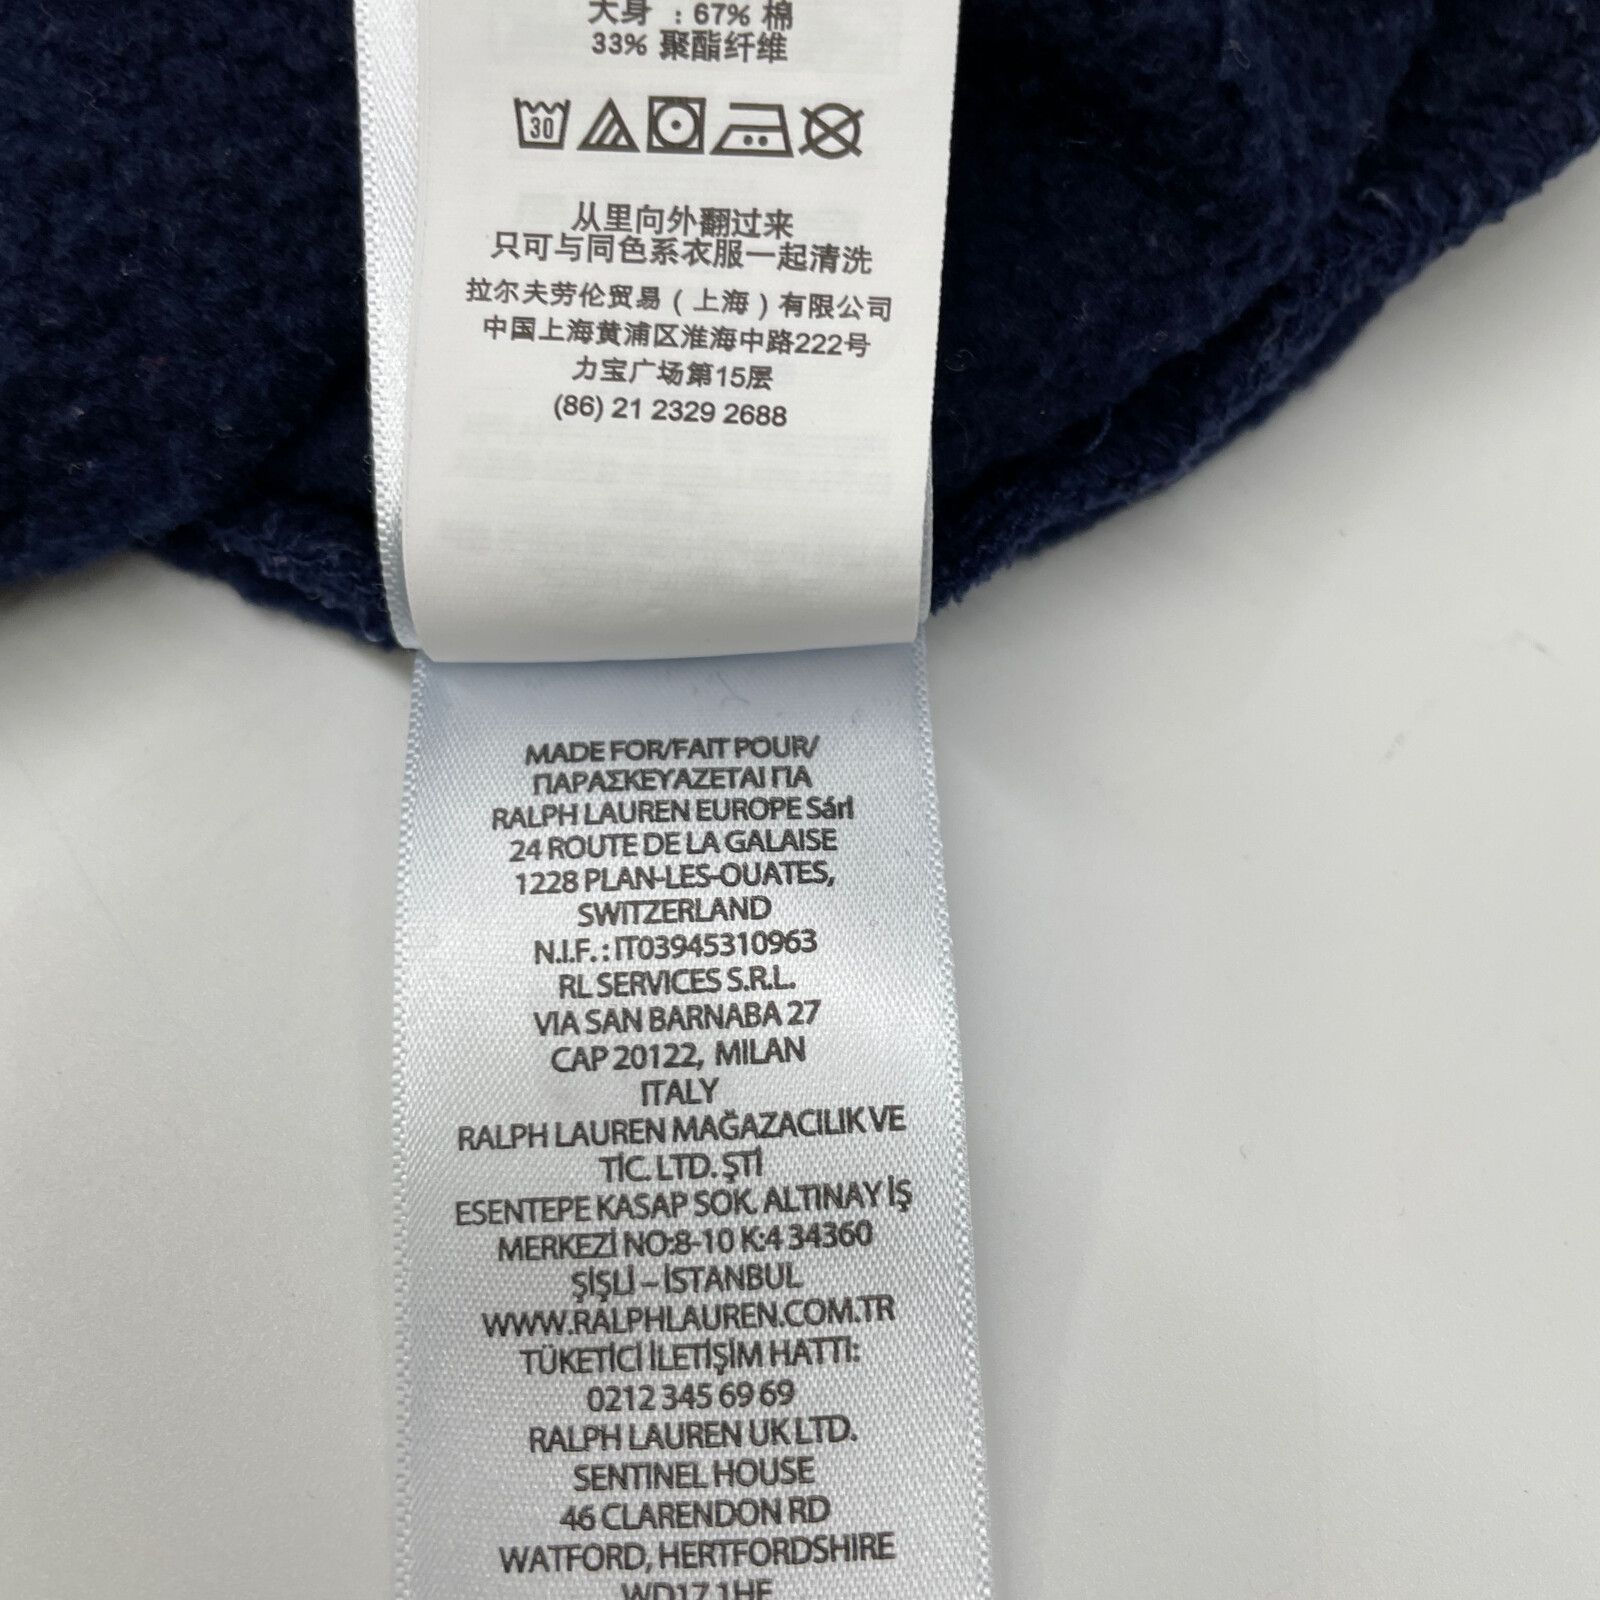 大身 : 67% 棉
33% 聚酯纤维
30
从里向外翻过来
只可与同色系衣服一起清洗
拉尔夫劳伦贸易(上海)有限公司
中国上海黄浦区淮海中路222号
力宝广场第15层
(86) 21 2329 2688
MADE FOR/FAIT POUR/
ΠΑΡΑΣΚΕΥΑΖΕΤΑΙ ΓΙΑ
RALPH LAUREN EUROPE Sárl
24 ROUTE DE LA GALAISE
1228 PLAN-LES-OUATES,
SWITZERLAND
N.I.F. : IT03945310963
RL SERVICES S.R.L.
VIA SAN BARNABA 27
CAP 20122, MILAN
ITALY
RALPH LAUREN MAĞAZACILIK VE
TİC. LTD. ŞTİ
ESENTEPE KASAP SOK. ALTINAY İŞ
MERKEZİ NO:8-10 K:4 34360
ŞİŞLİ – İSTANBUL
WWW.RALPHLAUREN.COM.TR
TÜKETİCİ İLETİŞİM HATTI:
0212 345 69 69
RALPH LAUREN UK LTD.
SENTINEL HOUSE
46 CLARENDON RD
WATFORD, HERTFORDSHIRE
WD17 1HF